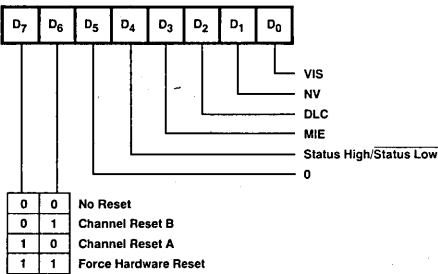 D7 D6 D5 D4 D3 D2 D1 D0
VIS
NV
DLC
MIE
Status High/Status Low
0
0 0 No Reset
0 1 Channel Reset B
1 0 Channel Reset A
1 1 Force Hardware Reset